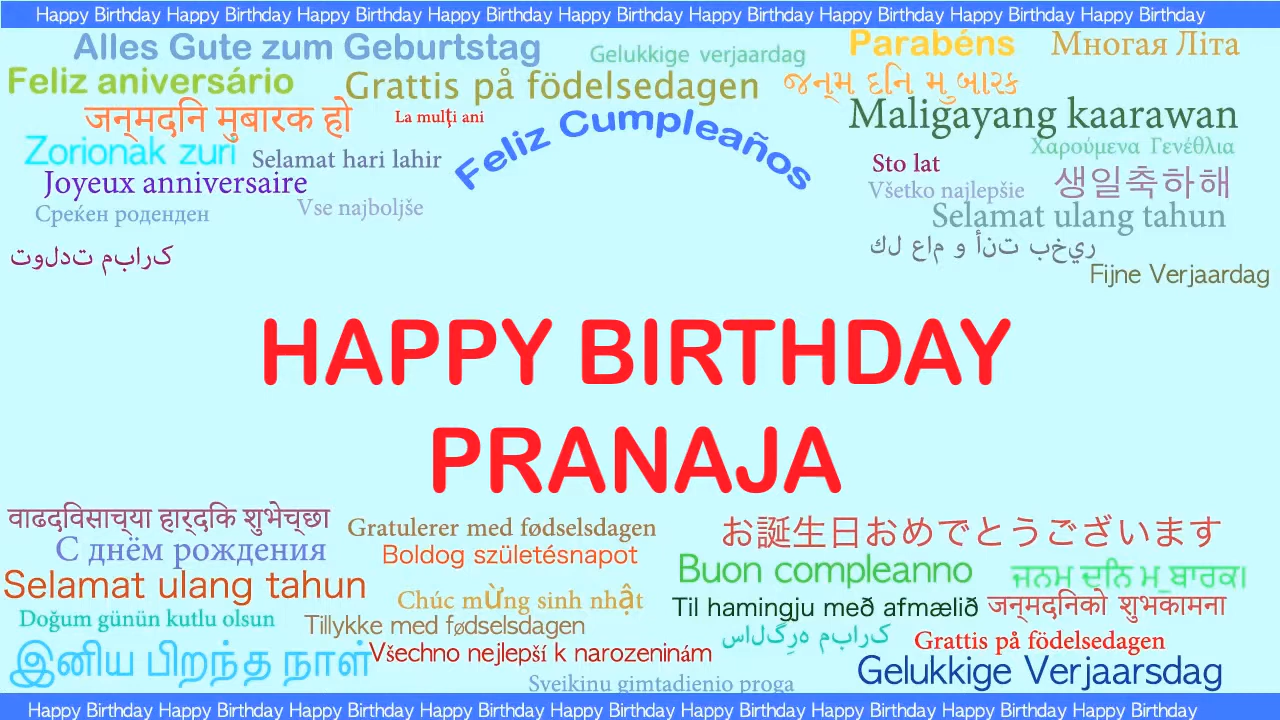 Happy Birthday Happy Birthday Happy Birthday Happy Birthday Happy Birthday Happy Birthday Happy Birthday Happy Birthday Happy Birthday
Alles Gute zum Geburtstag
Gelukkige verjaardag
Parabéns
Многая Літа
Feliz aniversário
Grattis på födelsedagen
જન્મ દિન મુબારક
जन्मदिन मुबारक हो
La mulţi ani
Feliz Cumpleaños
Maligayang kaarawan
Zorionak zuri
Selamat hari lahir
Sto lat
Χαρούμενα Γενέθλια
Joyeux anniversaire
Všetko najlepšie
생일축하해
Среќен роденден
Vse najboljše
Selamat ulang tahun
تولدت مبارک
كل عام و أنت بخير
Fijne Verjaardag
HAPPY BIRTHDAY
PRANAJA
वाढदिवसाच्या हार्दिक शुभेच्छा
Gratulerer med fødselsdagen
お誕生日おめでとうございます
С днём рождения
Boldog születésnapot
Buon compleanno
ਜਨਮ ਦਿਨ ਮੁਬਾਰਕ।
Selamat ulang tahun
Chúc mừng sinh nhật
Til hamingju með afmælið
जन्मदिनको शुभकामना
Doğum günün kutlu olsun
Tillykke med fødselsdagen
سالگرہ مبارک
Grattis på födelsedagen
இனிய பிறந்த நாள்
Všechno nejlepší k narozeninám
Gelukkige Verjaarsdag
Sveikinu gimtadienio proga
Happy Birthday Happy Birthday Happy Birthday Happy Birthday Happy Birthday Happy Birthday Happy Birthday Happy Birthday Happy Birthday